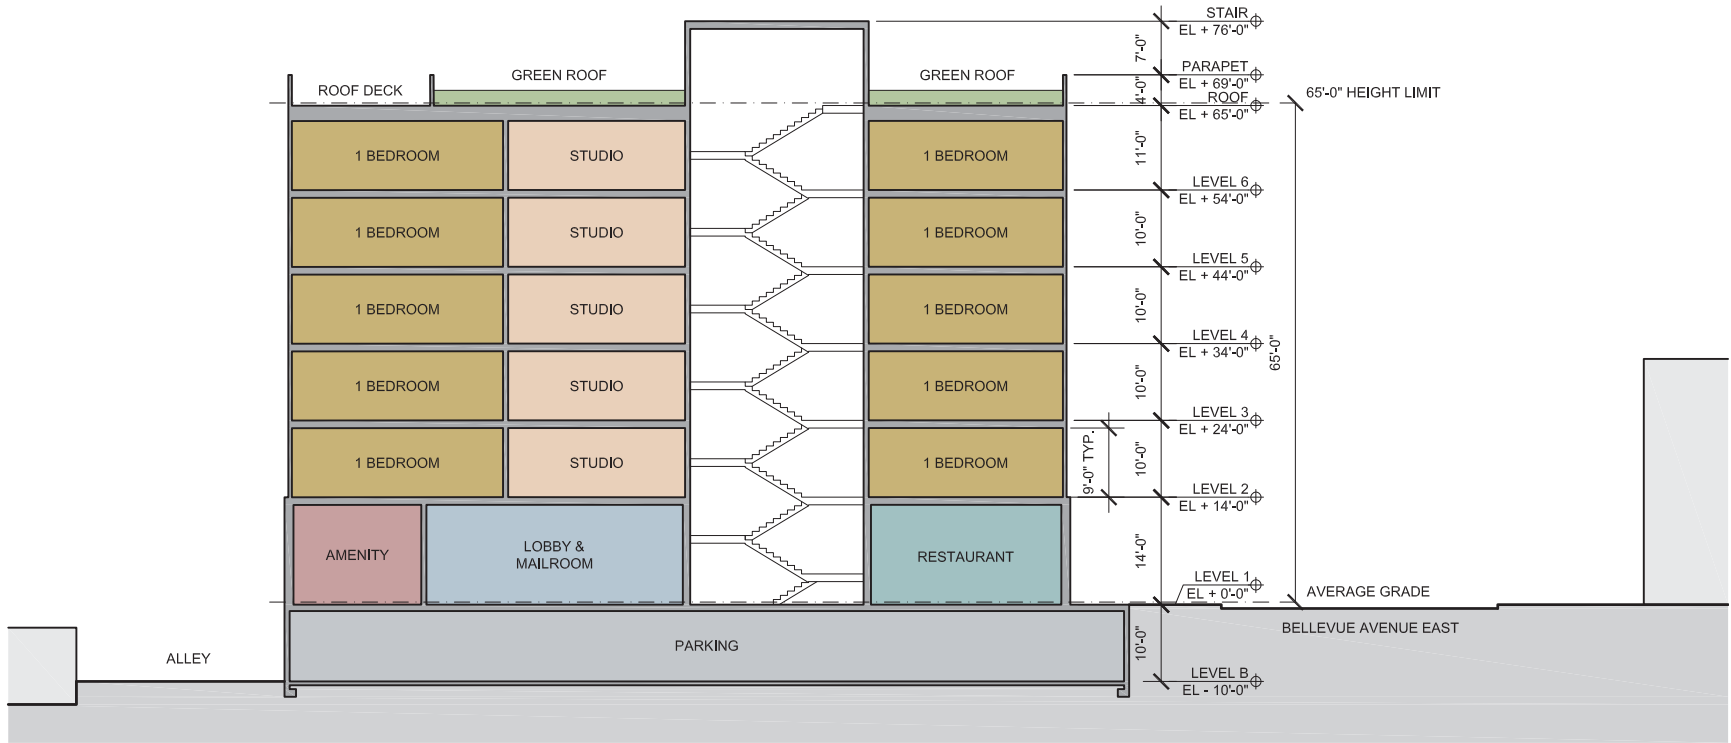 STAIR
EL + 76'-0"
7'-0"
GREEN ROOF
GREEN ROOF
PARAPET
EL + 69'-0"
ROOF DECK
4'-0"
ROOF
EL + 65'-0"
65'-0" HEIGHT LIMIT
1 BEDROOM
STUDIO
1 BEDROOM
11'-0"
LEVEL 6
EL + 54'-0"
1 BEDROOM
STUDIO
1 BEDROOM
10'-0"
LEVEL 5
EL + 44'-0"
1 BEDROOM
STUDIO
1 BEDROOM
10'-0"
LEVEL 4
EL + 34'-0"
65'-0"
1 BEDROOM
STUDIO
1 BEDROOM
10'-0"
LEVEL 3
EL + 24'-0"
1 BEDROOM
STUDIO
1 BEDROOM
9'-0" TYP.
10'-0"
LEVEL 2
EL + 14'-0"
AMENITY
LOBBY &
MAILROOM
RESTAURANT
14'-0"
LEVEL 1
EL + 0'-0"
AVERAGE GRADE
BELLEVUE AVENUE EAST
PARKING
ALLEY
10'-0"
LEVEL B
EL - 10'-0"